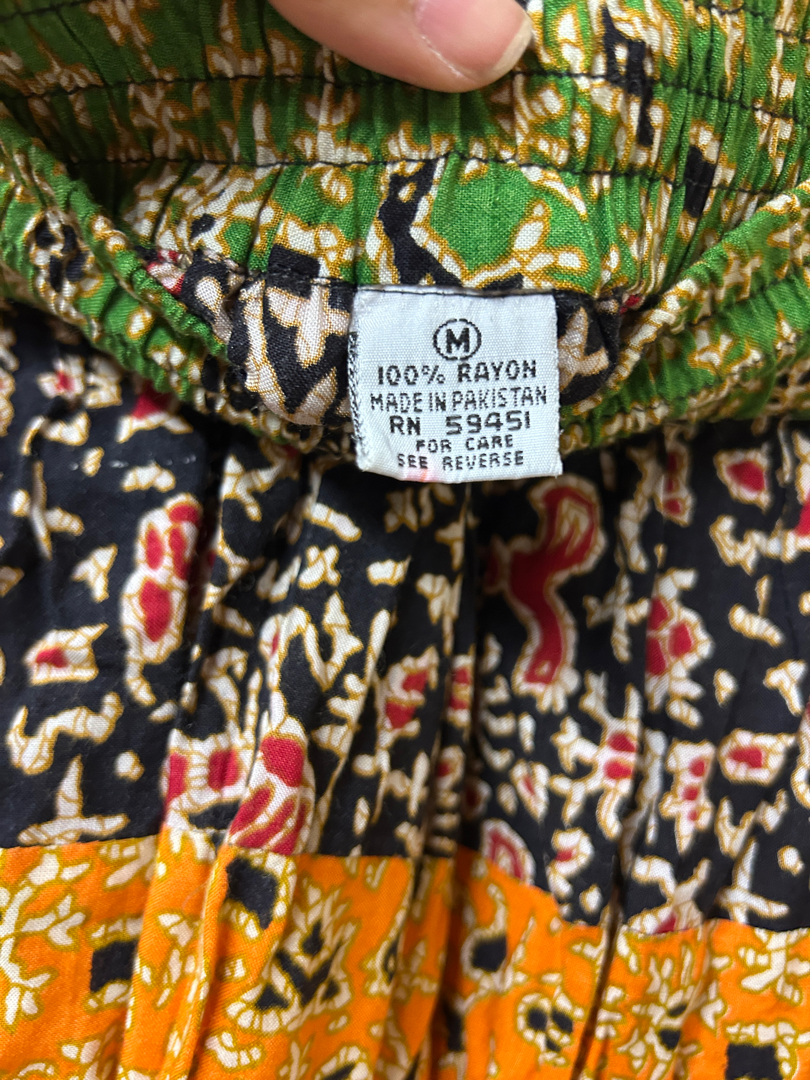 M
100% RAYON
MADE IN PAKISTAN
RN 59451
FOR CARE
SEE REVERSE